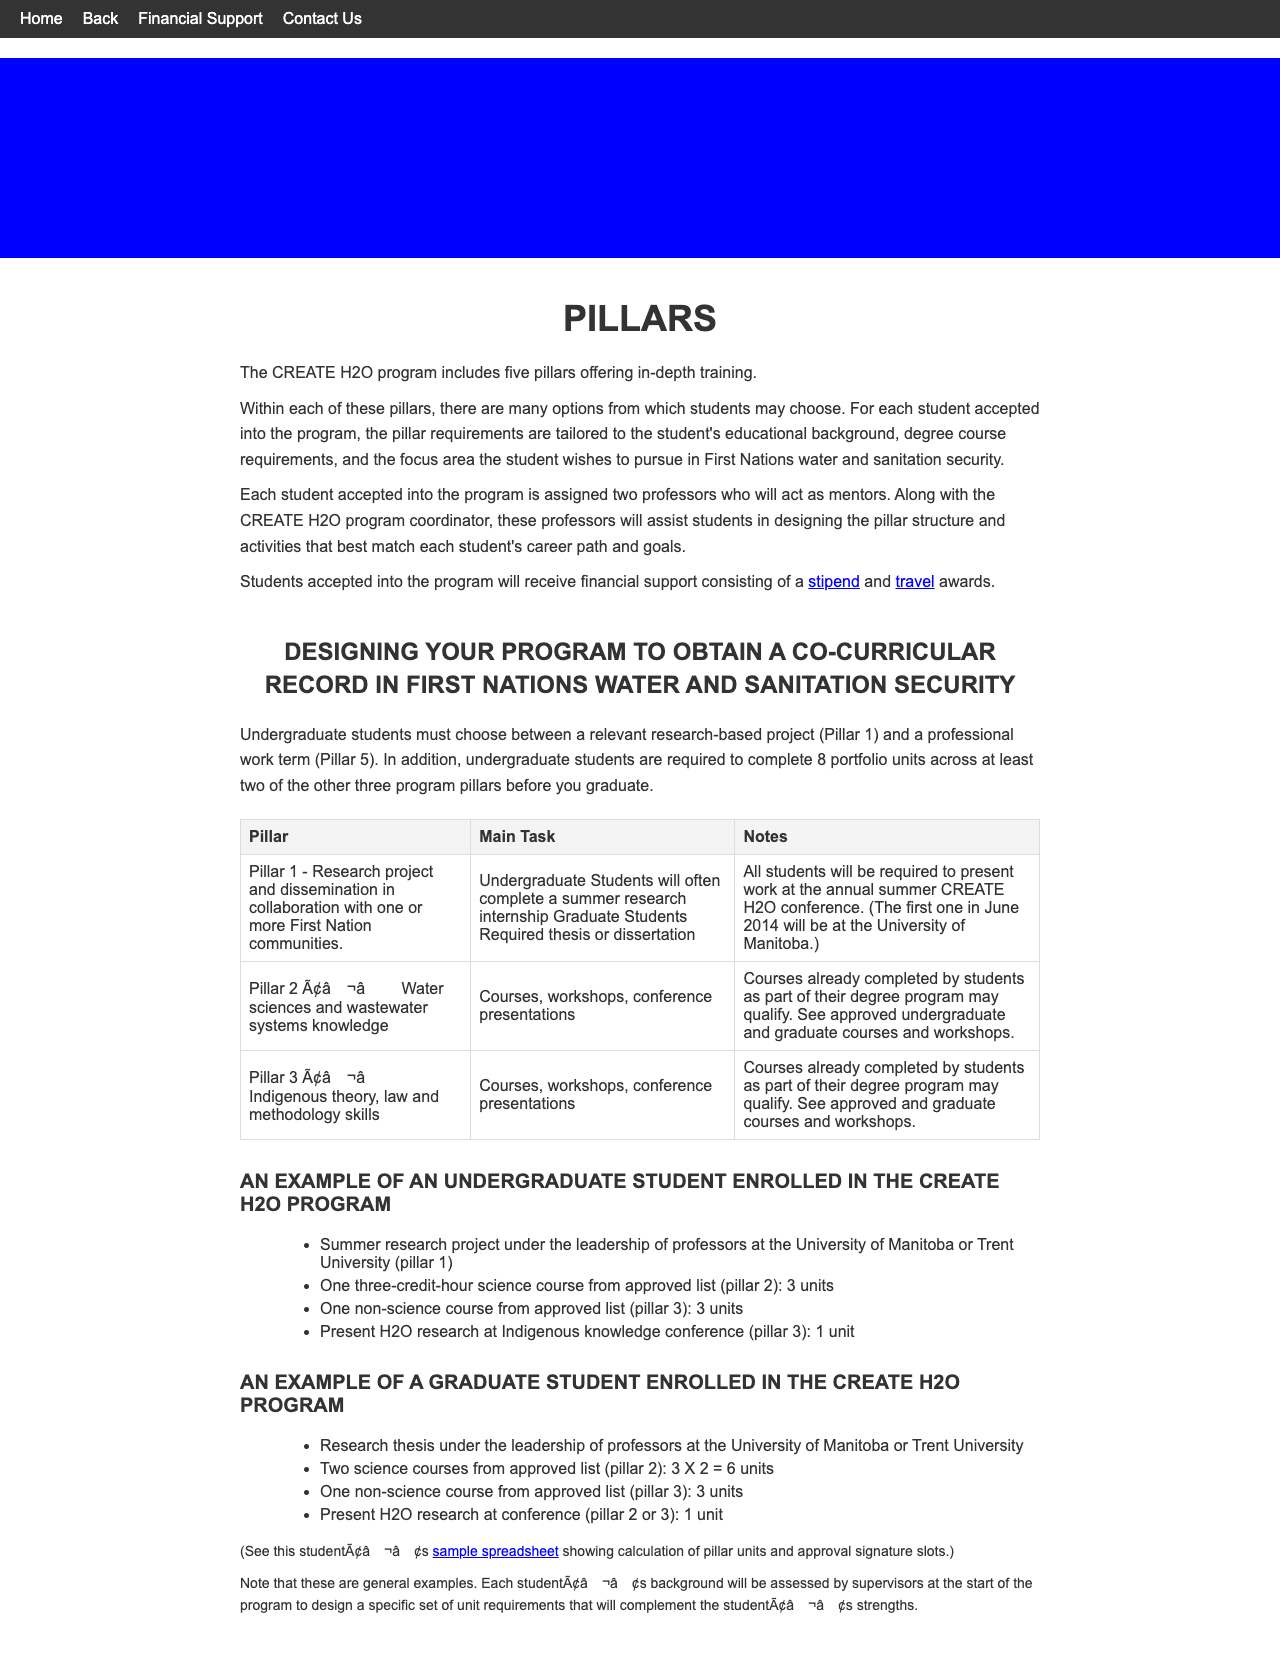 Home Back Financial Support Contact Us
PILLARS
The CREATE H2O program includes five pillars offering in-depth training.
Within each of these pillars, there are many options from which students may choose. For each student accepted
into the program, the pillar requirements are tailored to the student's educational background, degree course
requirements, and the focus area the student wishes to pursue in First Nations water and sanitation security.
Each student accepted into the program is assigned two professors who will act as mentors. Along with the
CREATE H2O program coordinator, these professors will assist students in designing the pillar structure and
activities that best match each student's career path and goals.
Students accepted into the program will receive financial support consisting of a stipend and travel awards.
DESIGNING YOUR PROGRAM TO OBTAIN A CO-CURRICULAR
RECORD IN FIRST NATIONS WATER AND SANITATION SECURITY
Undergraduate students must choose between a relevant research-based project (Pillar 1) and a professional
work term (Pillar 5). In addition, undergraduate students are required to complete 8 portfolio units across at least
two of the other three program pillars before you graduate.
Pillar
Main Task
Notes
Pillar 1 - Research project
and dissemination in
collaboration with one or
more First Nation
communities.
Undergraduate Students will often
complete a summer research
internship Graduate Students
Required thesis or dissertation
All students will be required to present
work at the annual summer CREATE
H2O conference. (The first one in June
2014 will be at the University of
Manitoba.)
Pillar 2 Ã¢â ¬â Water
sciences and wastewater
systems knowledge
Courses, workshops, conference
presentations
Courses already completed by students
as part of their degree program may
qualify. See approved undergraduate
and graduate courses and workshops.
Pillar 3 Ã¢â ¬â
Indigenous theory, law and
methodology skills
Courses, workshops, conference
presentations
Courses already completed by students
as part of their degree program may
qualify. See approved and graduate
courses and workshops.
AN EXAMPLE OF AN UNDERGRADUATE STUDENT ENROLLED IN THE CREATE
H2O PROGRAM
• Summer research project under the leadership of professors at the University of Manitoba or Trent
University (pillar 1)
• One three-credit-hour science course from approved list (pillar 2): 3 units
• One non-science course from approved list (pillar 3): 3 units
• Present H2O research at Indigenous knowledge conference (pillar 3): 1 unit
AN EXAMPLE OF A GRADUATE STUDENT ENROLLED IN THE CREATE H2O
PROGRAM
• Research thesis under the leadership of professors at the University of Manitoba or Trent University
• Two science courses from approved list (pillar 2): 3 X 2 = 6 units
• One non-science course from approved list (pillar 3): 3 units
• Present H2O research at conference (pillar 2 or 3): 1 unit
(See this studentÃ¢â ¬â ¢s sample spreadsheet showing calculation of pillar units and approval signature slots.)
Note that these are general examples. Each studentÃ¢â ¬â ¢s background will be assessed by supervisors at the start of the
program to design a specific set of unit requirements that will complement the studentÃ¢â ¬â ¢s strengths.